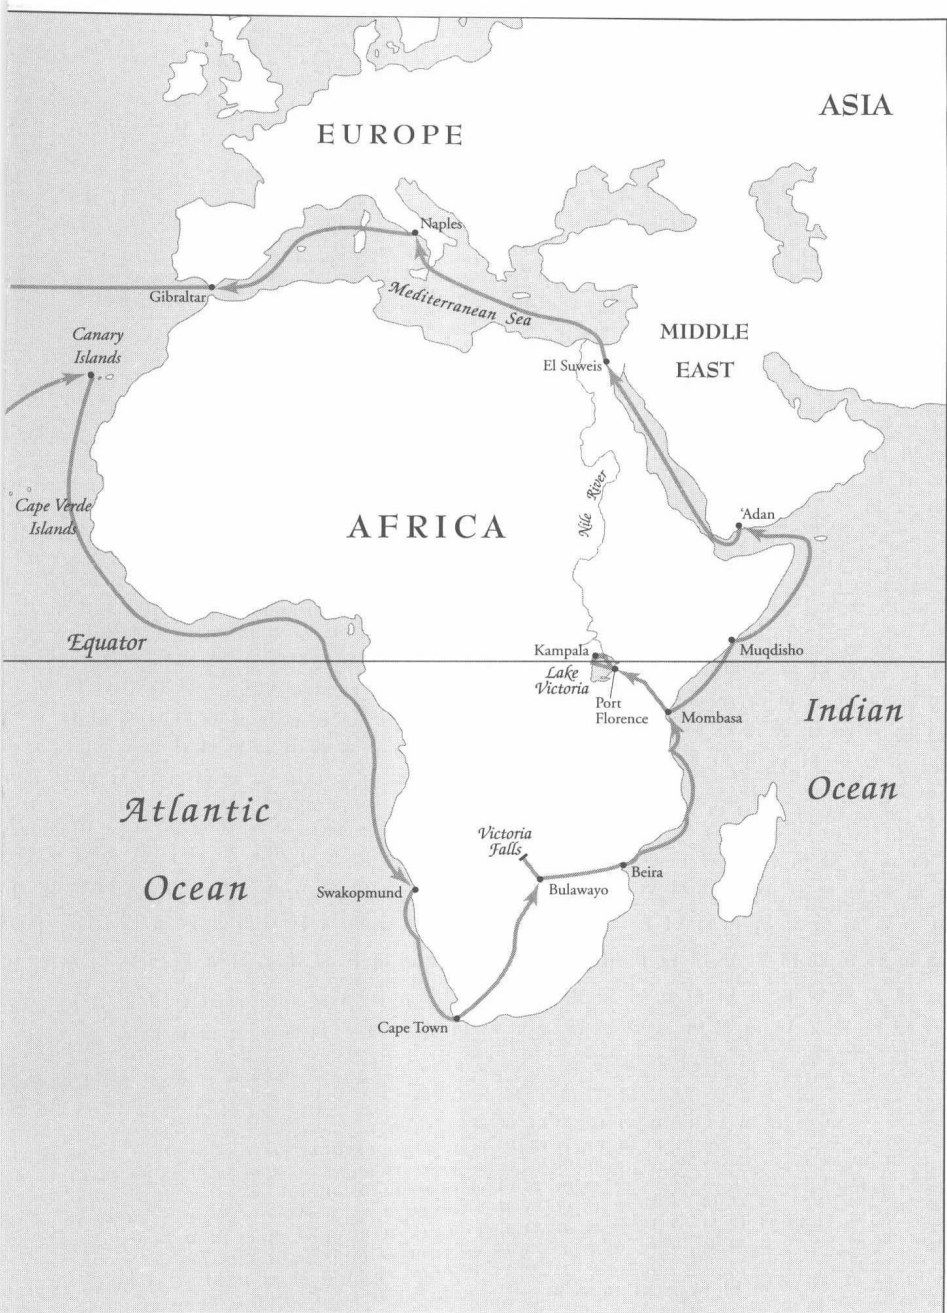 ASIA
EUROPE
Naples
Gibraltar
Mediterranean Sea
Canary
Islands
MIDDLE
EAST
El Suweis
Nile River
Cape Verde
Islands
AFRICA
'Adan
Equator
Kampala
Muqdisho
Lake
Victoria
Port
Florence
Mombasa
Indian
Ocean
Atlantic
Ocean
Victoria
Falls
Beira
Swakopmund
Bulawayo
Cape Town